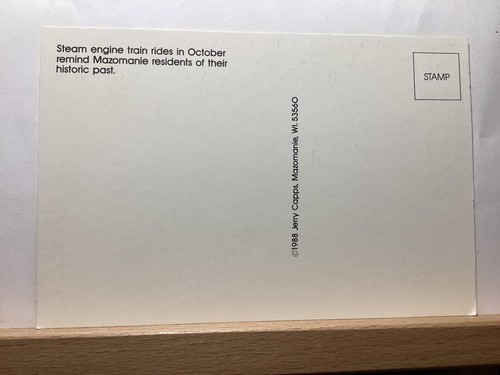 Steam engine train rides in October
remind Mazomanie residents of their
historic past.
STAMP
©1988 Jerry Capps, Mazomanie, WI. 53560